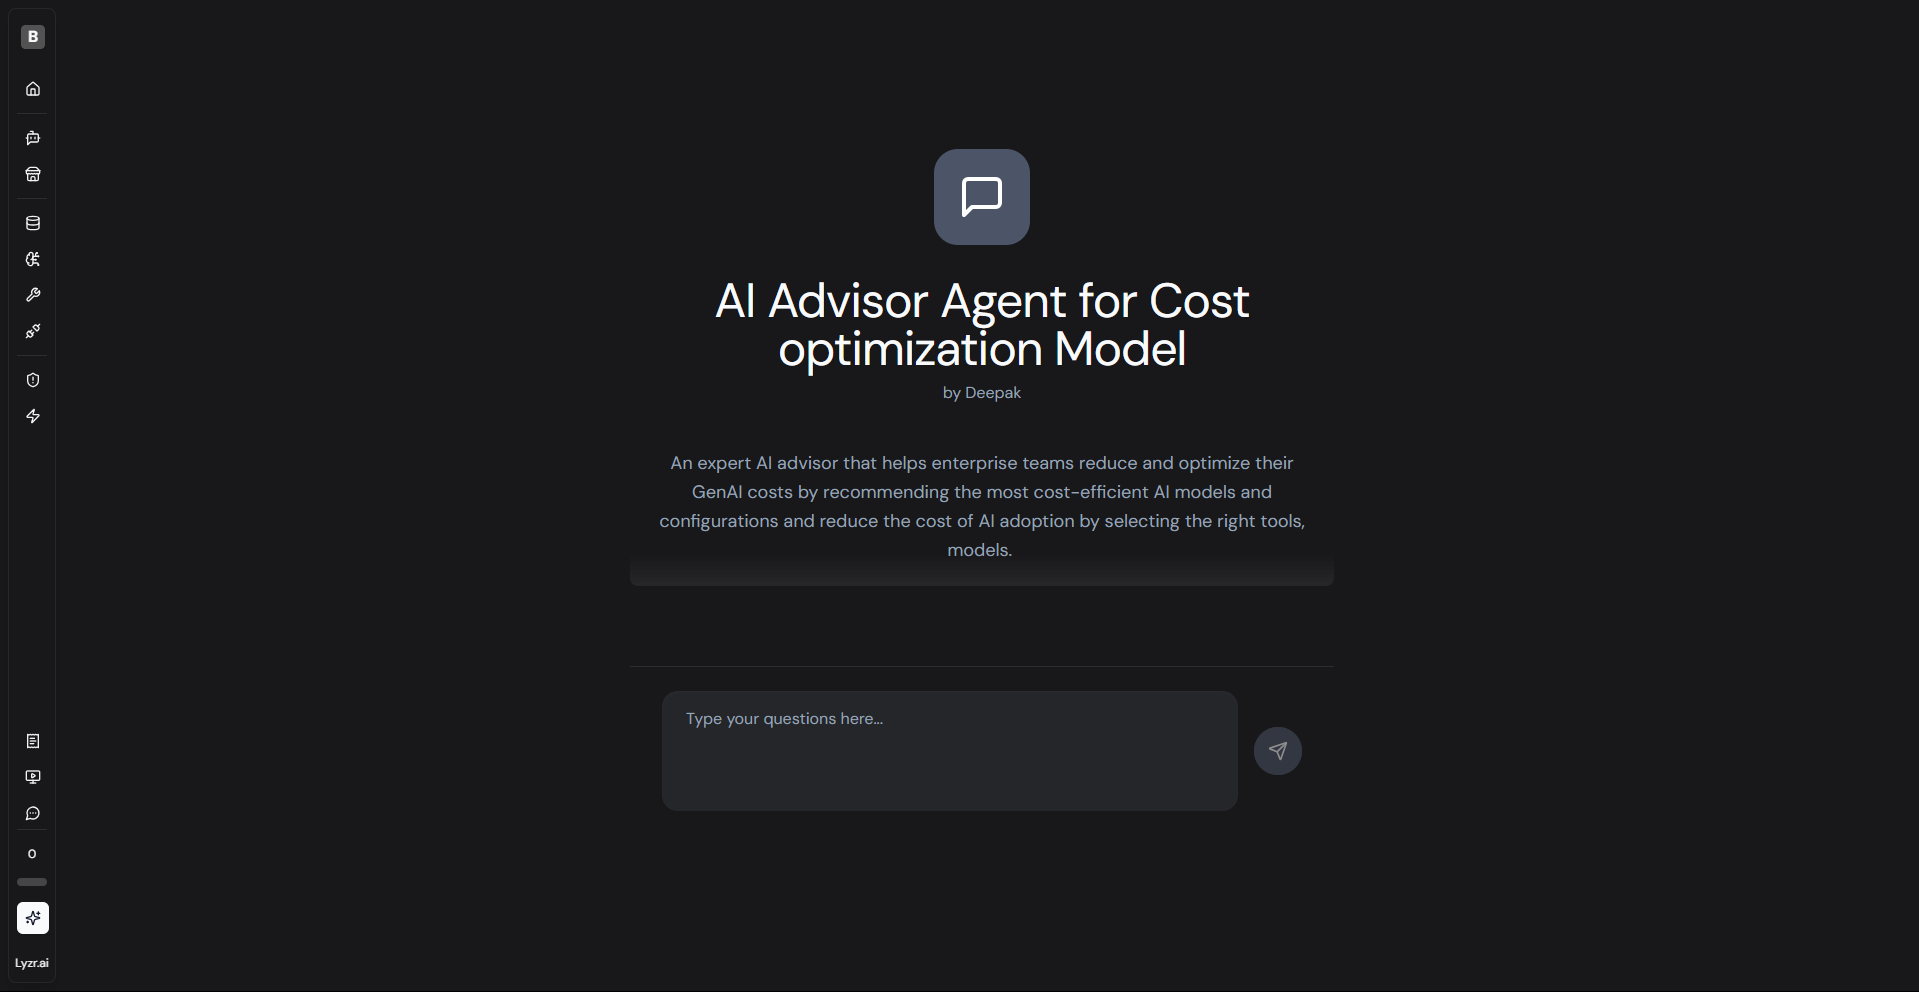 B
AI Advisor Agent for Cost
optimization Model
by Deepak
An expert AI advisor that helps enterprise teams reduce and optimize their
GenAI costs by recommending the most cost-efficient AI models and
configurations and reduce the cost of AI adoption by selecting the right tools,
models.
Type your questions here...
0
Lyzr.ai